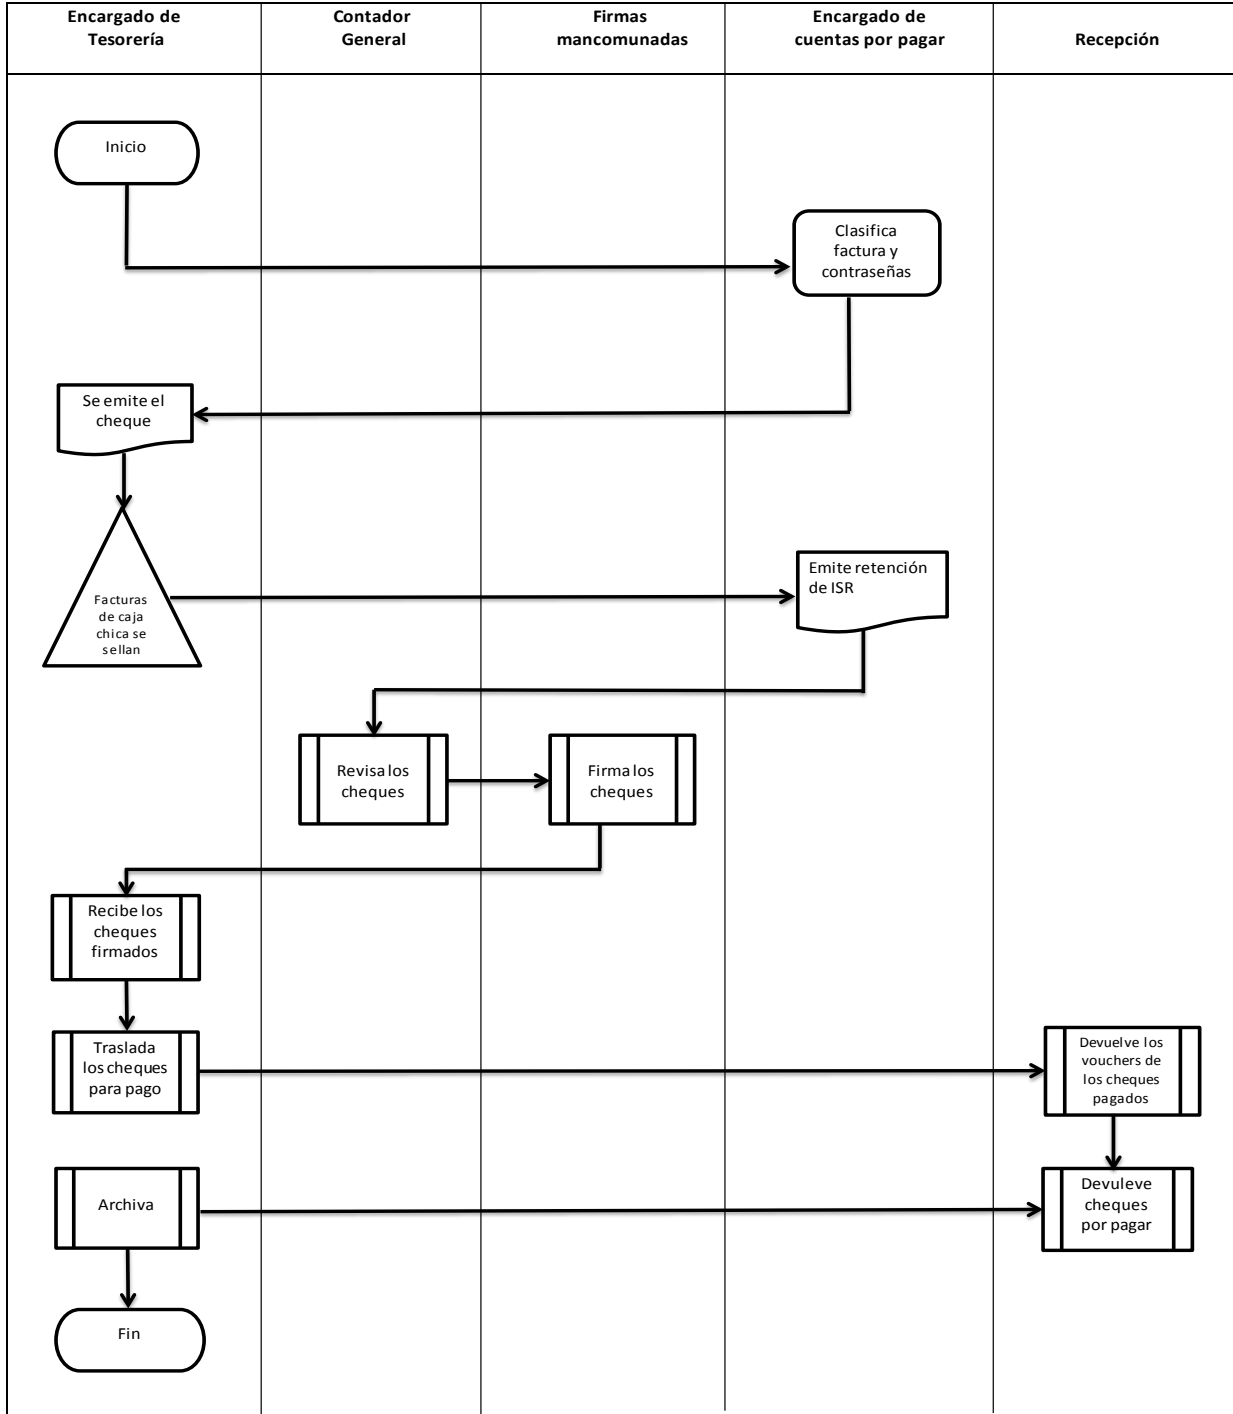 Encargado de
Tesorería
Contador
General
Firmas
mancomunadas
Encargado de
cuentas por pagar
Recepción
Inicio
Clasifica
factura y
contraseñas
Se emite el
cheque
Facturas
de caja
chica se
sellan
Emite retención
de ISR
Revisa los
cheques
Firma los
cheques
Recibe los
cheques
firmados
Traslada
los cheques
para pago
Devuelve los
vouchers de
los cheques
pagados
Archiva
Devuleve
cheques
por pagar
Fin